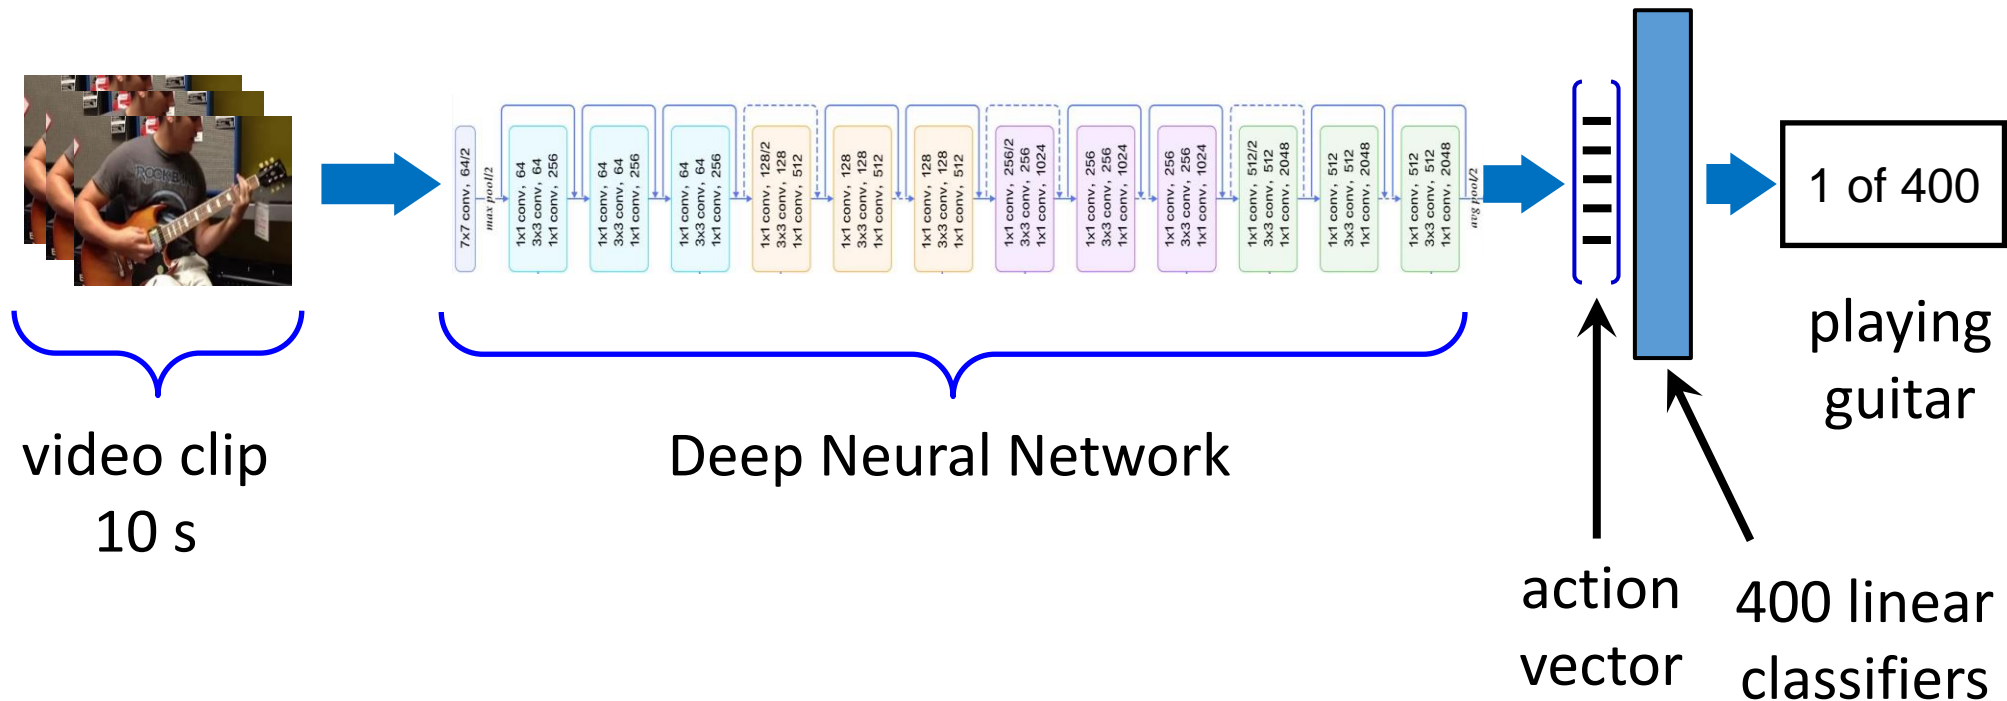 7x7 conv, 64/2
max pool/2
1x1 conv, 64
3x3 conv, 64
1x1 conv, 256
1x1 conv, 64
3x3 conv, 64
1x1 conv, 256
1x1 conv, 64
3x3 conv, 64
1x1 conv, 256
1x1 conv, 128/2
3x3 conv, 128
1x1 conv, 512
1x1 conv, 128
3x3 conv, 128
1x1 conv, 512
1x1 conv, 128
3x3 conv, 128
1x1 conv, 512
1x1 conv, 256/2
3x3 conv, 256
1x1 conv, 1024
1x1 conv, 256
3x3 conv, 256
1x1 conv, 1024
1x1 conv, 256
3x3 conv, 256
1x1 conv, 1024
1x1 conv, 512/2
3x3 conv, 512
1x1 conv, 2048
1x1 conv, 512
3x3 conv, 512
1x1 conv, 2048
1x1 conv, 512
3x3 conv, 512
1x1 conv, 2048
avg pool/2
1 of 400
playing
guitar
video clip
10 s
Deep Neural Network
action
vector
400 linear
classifiers